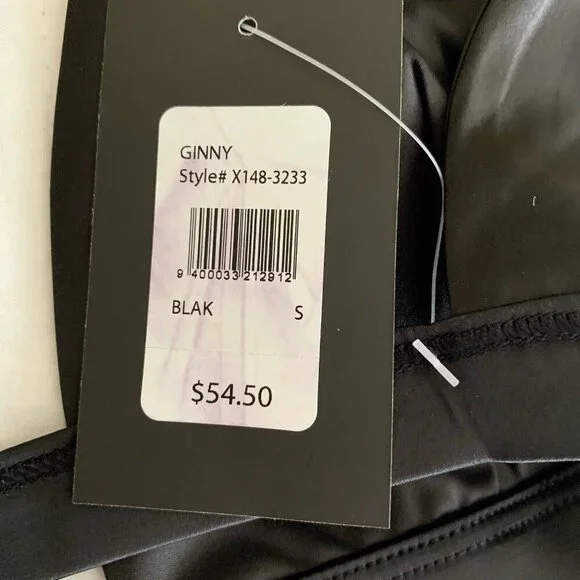 GINNY
Style# X148-3233
9 400033 212912
BLAK S
$54.50